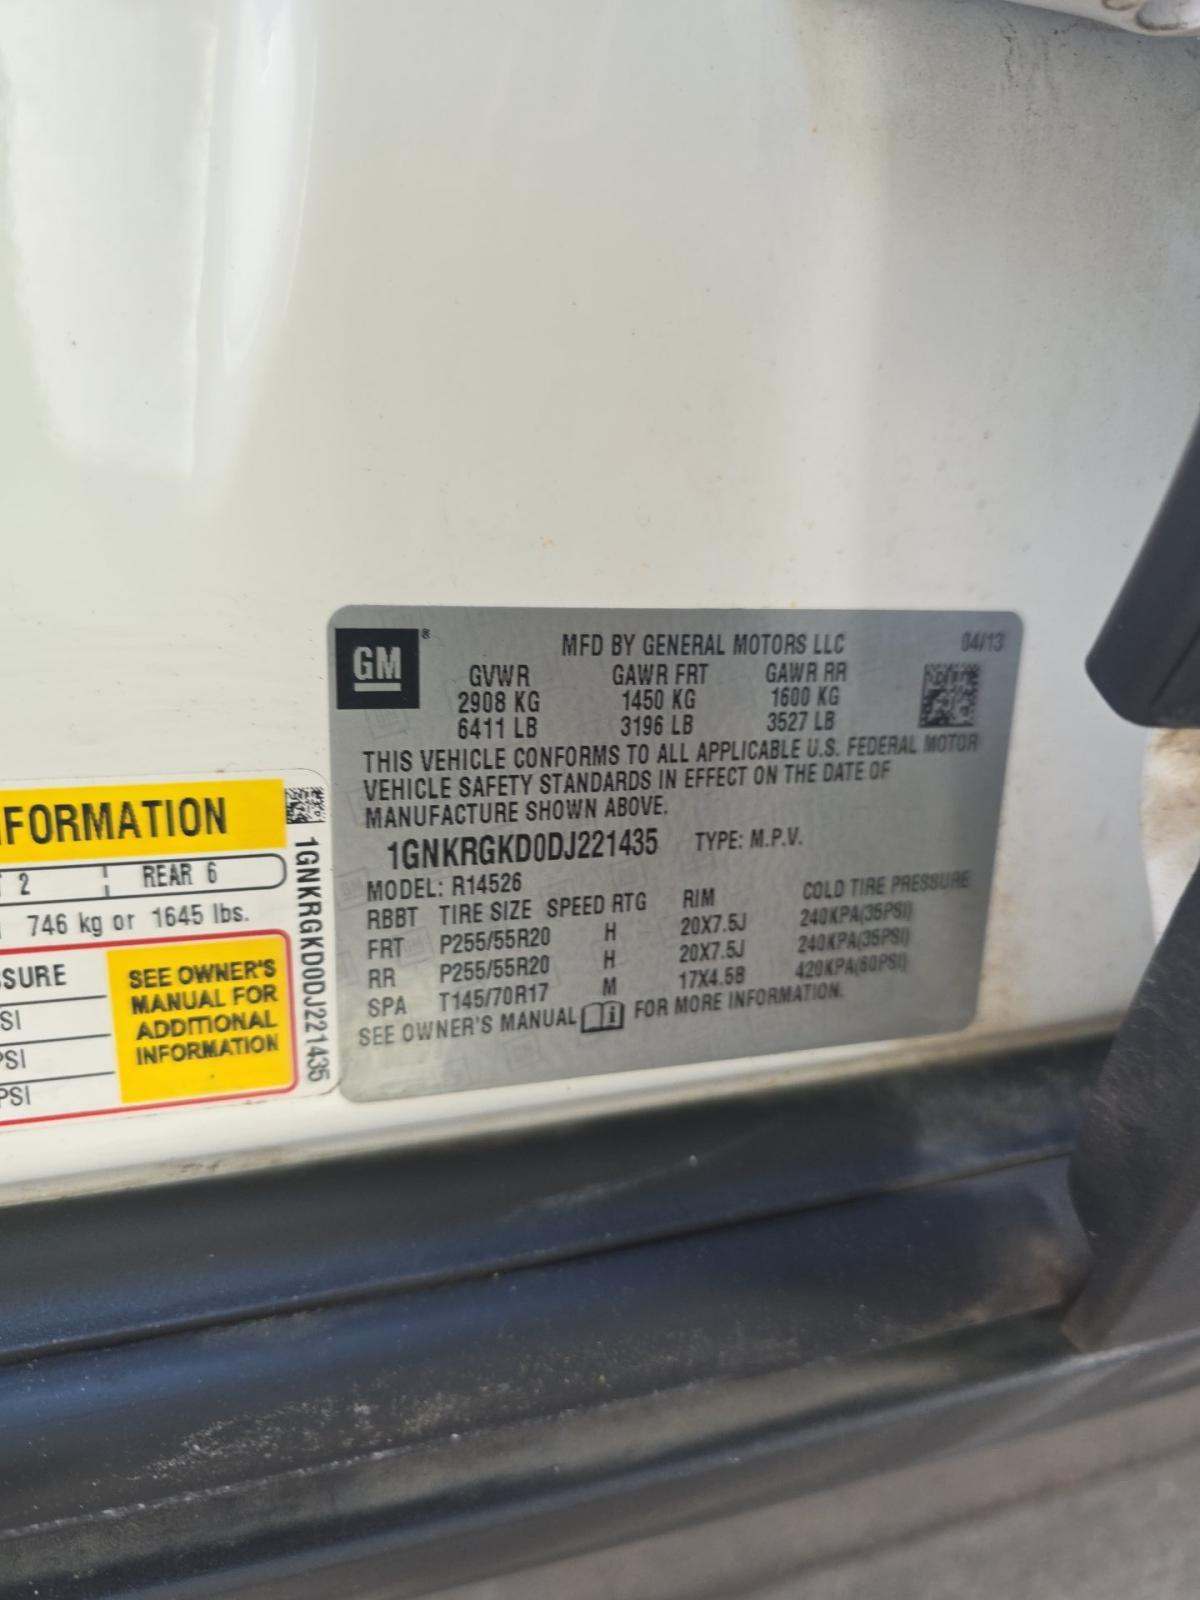 GM®
MFD BY GENERAL MOTORS LLC 04/13
GVWR GAWR FRT GAWR RR
2908 KG 1450 KG 1600 KG
6411 LB 3196 LB 3527 LB
THIS VEHICLE CONFORMS TO ALL APPLICABLE U.S. FEDERAL MOTOR
VEHICLE SAFETY STANDARDS IN EFFECT ON THE DATE OF
MANUFACTURE SHOWN ABOVE.
1GNKRGKD0DJ221435 TYPE: M.P.V.
MODEL: R14526
RBBT TIRE SIZE SPEED RTG RIM COLD TIRE PRESSURE
FRT P255/55R20 H 20X7.5J 240KPA(35PSI)
RR P255/55R20 H 20X7.5J 240KPA(35PSI)
SPA T145/70R17 M 17X4.5B 420KPA(60PSI)
SEE OWNER'S MANUAL i FOR MORE INFORMATION.
NFORMATION
2 REAR 6
746 kg or 1645 lbs.
SSURE
SI
PSI
PSI
SEE OWNER'S
MANUAL FOR
ADDITIONAL
INFORMATION
1GNKRGKD0DJ221435